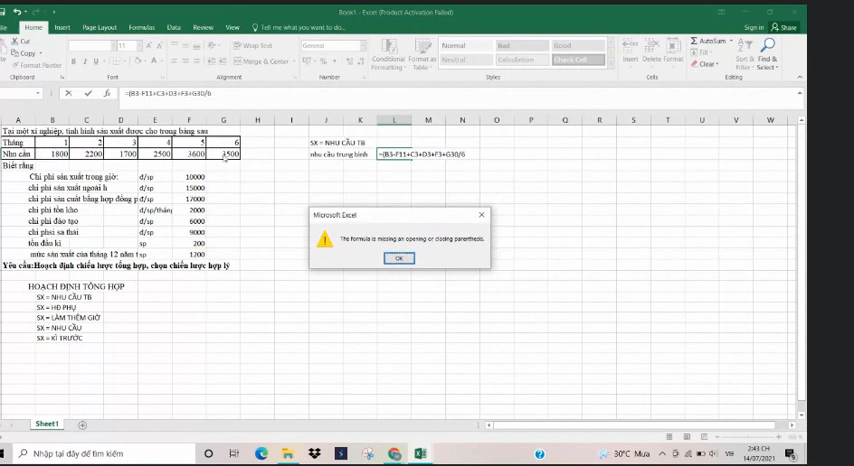 Book1 - Excel (Product Activation Failed)
File Home Insert Page Layout Formulas Data Review View Tell me what you want to do... Sign in Share
Cut
Copy
Format Painter
Clipboard
11
B I U
Font
Wrap Text
Merge & Center
Alignment
General
Number
Conditional Formatting
Format as Table
Normal Bad Good
Neutral Calculation Check Cell
Styles
Insert Delete Format
Cells
AutoSum
Fill
Clear
Sort & Filter
Find & Select
Editing
=(B3-F11+C3+D3+F3+G30/6
A B C D E F G H I J K L M N O P Q R S T U V W
Tại một xí nghiệp, tình hình sản xuất được cho trong bảng sau
Tháng 1 2 3 4 5 6
Nhu cầu 1800 2200 1700 2500 3600 3500
Biết rằng
Chi phí sản xuất trong giờ: đ/sp 10000
chi phí sản xuất ngoài h đ/sp 15000
chi phí sản xuất bằng hợp đồng p đ/sp 17000
chi phí tồn kho đ/sp/tháng 2000
chi phí đào tạo đ/sp 6000
chi phsí sa thải đ/sp 9000
tồn đầu kì sp 200
mức sản xuất của tháng 12 năm t sp 1200
Yêu cầu:Hoạch định chiến lược tổng hợp, chọn chiến lược hợp lý
HOẠCH ĐỊNH TỔNG HỢP
SX = NHU CẦU TB
SX = HĐ PHỤ
SX = LÀM THÊM GIỜ
SX = NHU CẦU
SX = KÌ TRƯỚC
SX = NHU CẦU TB
nhu cầu trung bình =(B3-F11+C3+D3+F3+G30/6
Microsoft Excel
The formula is missing an opening or closing parenthesis.
OK
Sheet1
100%
Nhập tại đây để tìm kiếm
30°C Mưa
VIE
2:43 CH
14/07/2021